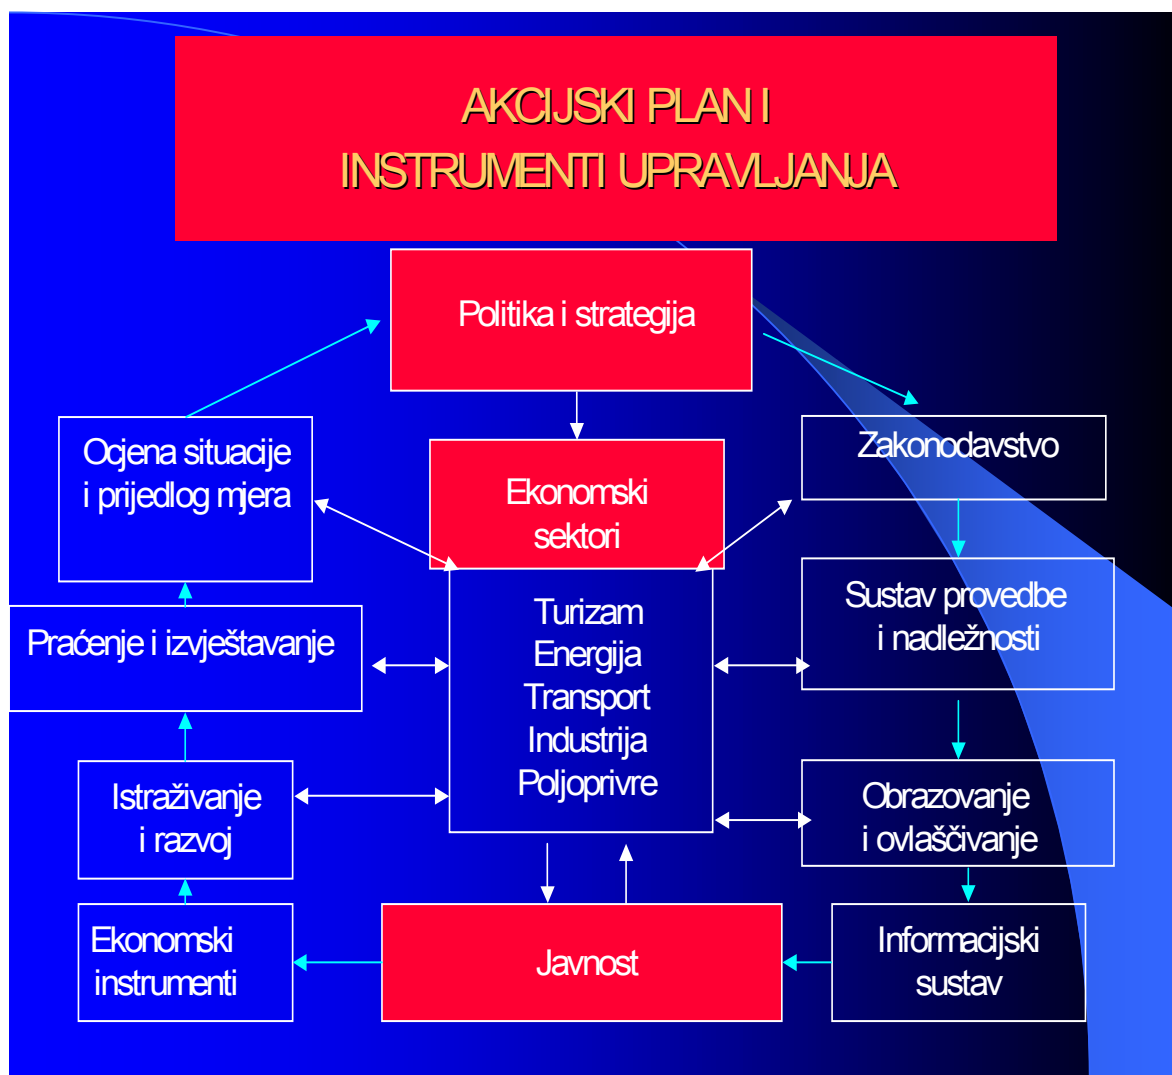 AKCIJSKI PLAN I
INSTRUMENTI UPRAVLJANJA
Politika i strategija
Ocjena situacije
i prijedlog mjera
Zakonodavstvo
Ekonomski
sektori
Praćenje i izvještavanje
Turizam
Energija
Transport
Industrija
Poljoprivre
Sustav provedbe
i nadležnosti
Istraživanje
i razvoj
Obrazovanje
i ovlaščivanje
Ekonomski
instrumenti
Javnost
Informacijski
sustav